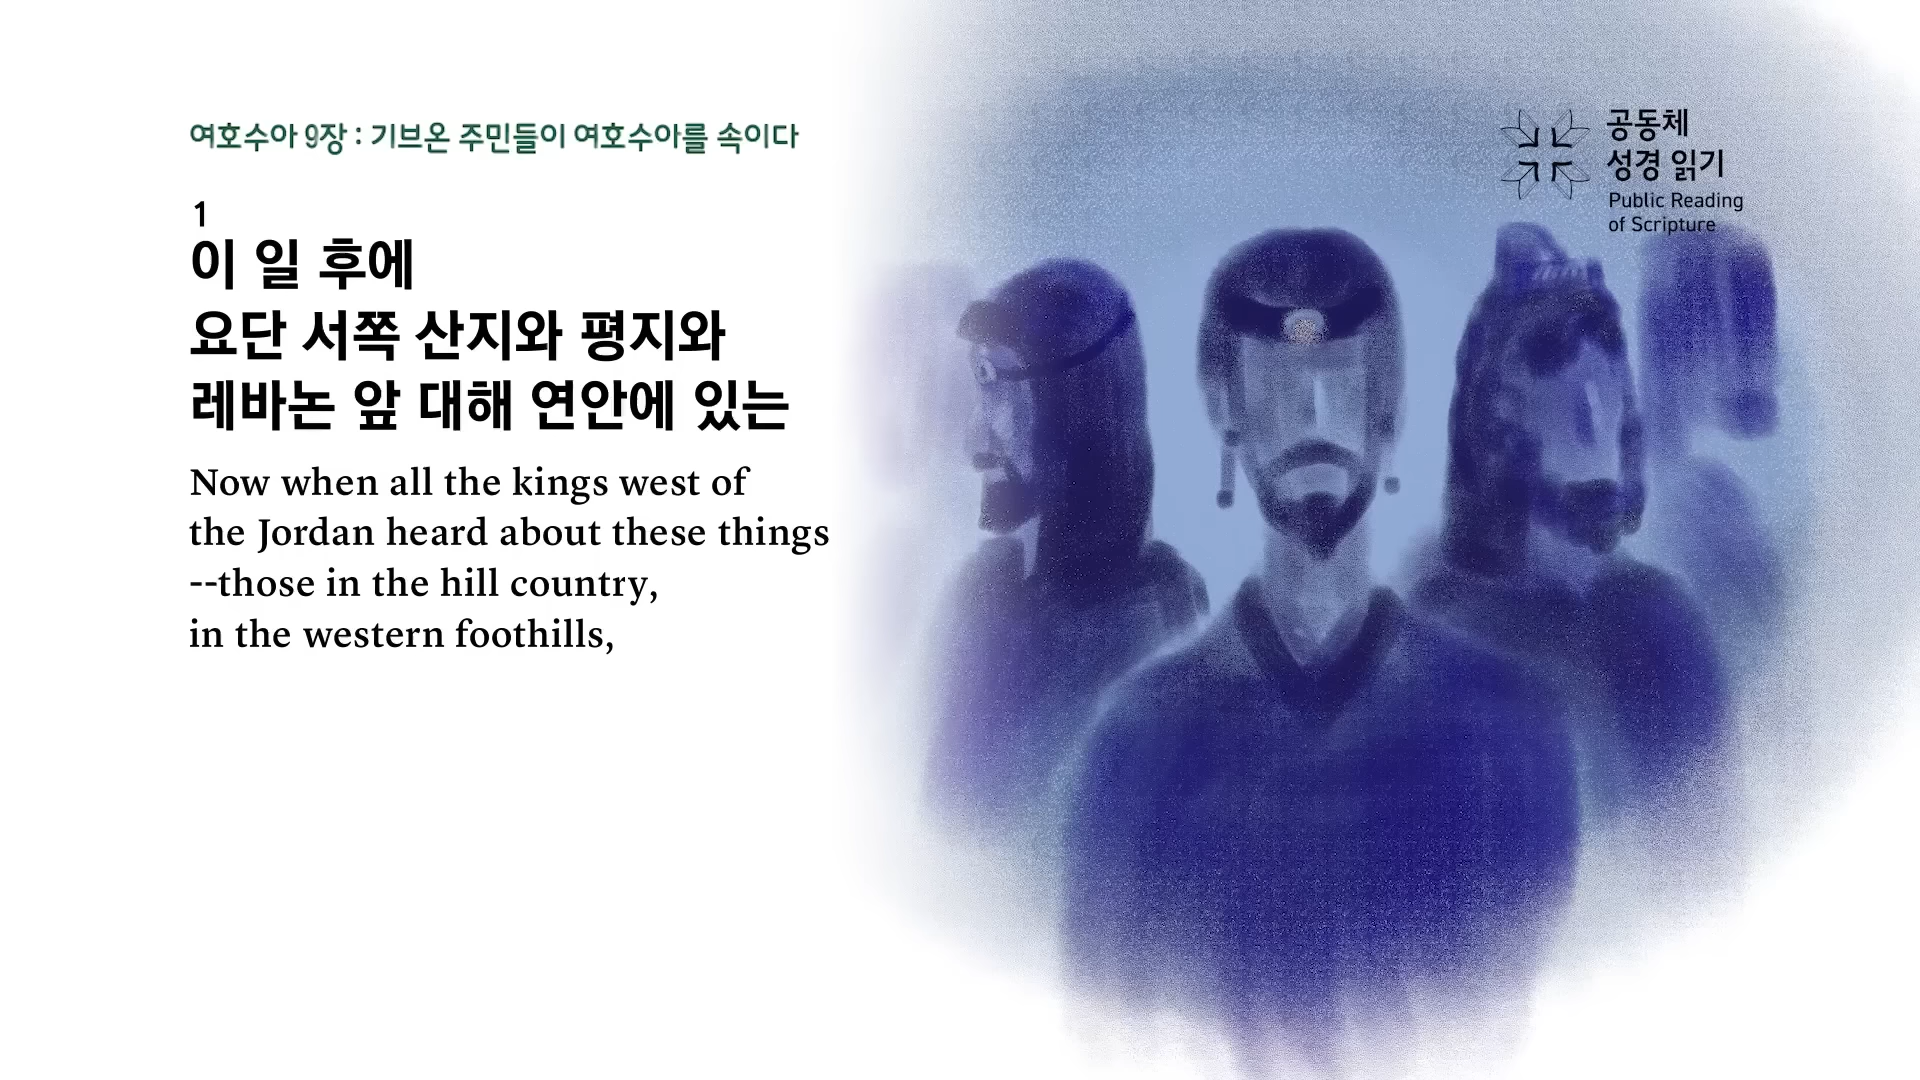 여호수아 9장 : 기브온 주민들이 여호수아를 속이다
1
이 일 후에
요단 서쪽 산지와 평지와
레바논 앞 대해 연안에 있는
Now when all the kings west of
the Jordan heard about these things
--those in the hill country,
in the western foothills,
공동체
성경 읽기
Public Reading
of Scripture